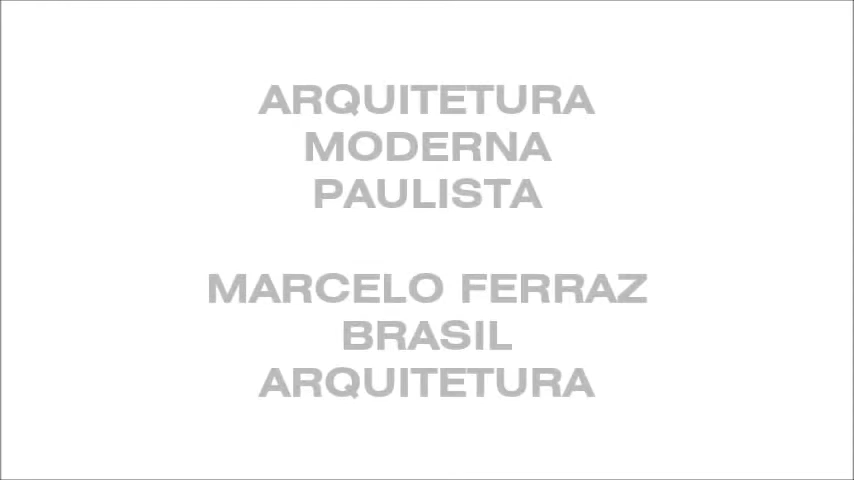 ARQUITETURA
MODERNA
PAULISTA
MARCELO FERRAZ
BRASIL
ARQUITETURA